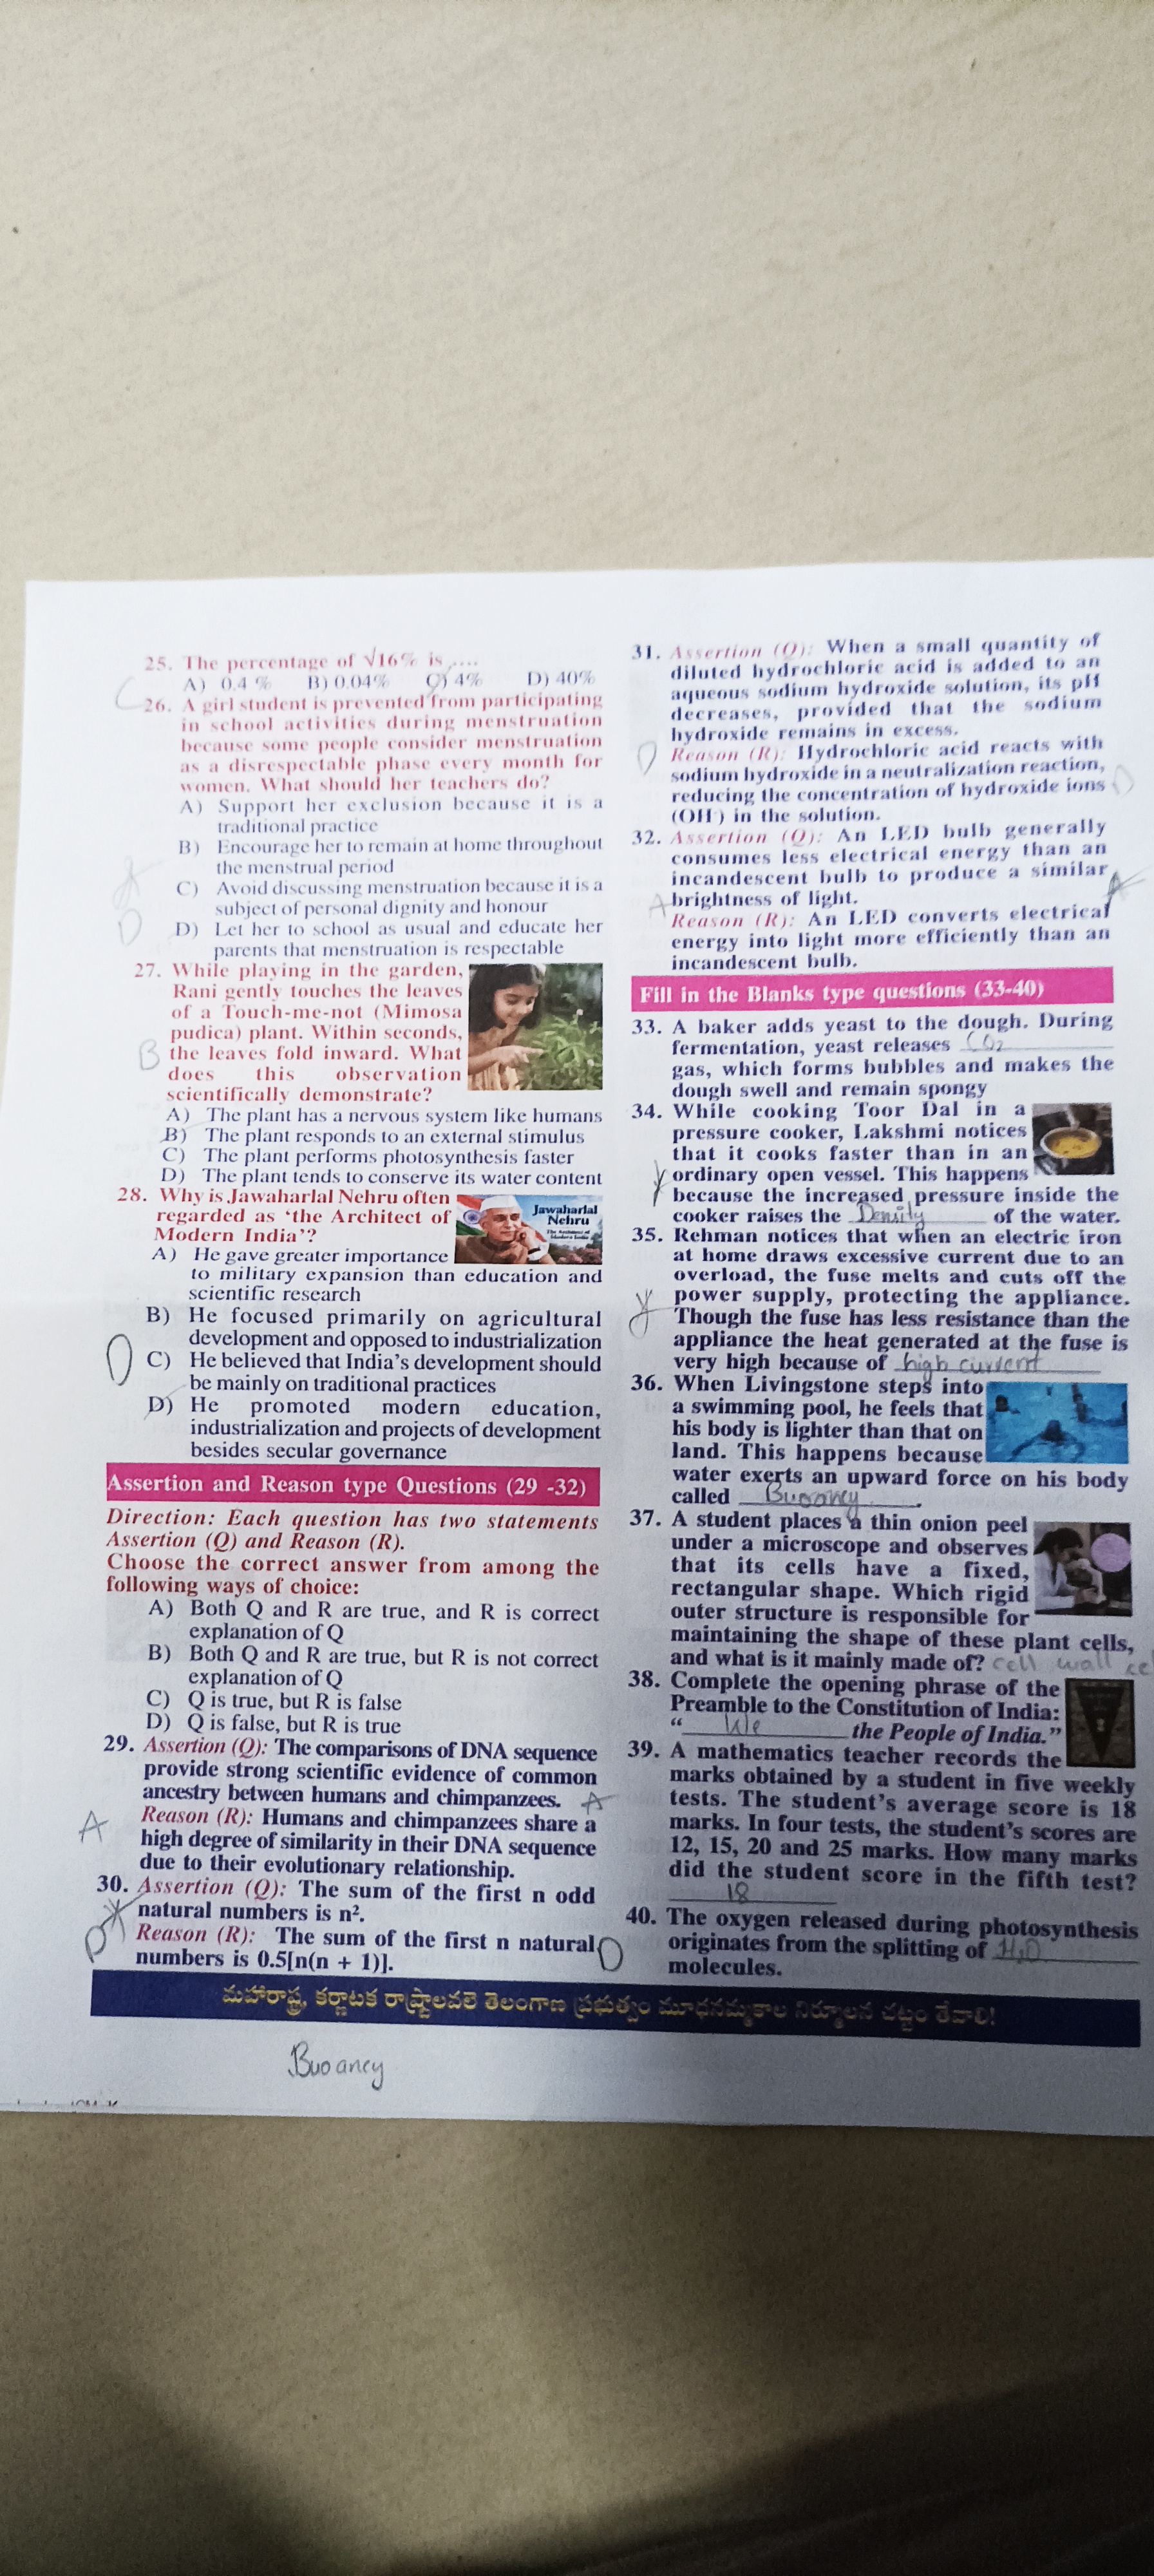 25. The percentage of √16% is ....
A) 0.4 % B) 0.04% C) 4% D) 40%
C
26. A girl student is prevented from participating
in school activities during menstruation
because some people consider menstruation
as a disrespectable phase every month for
women. What should her teachers do?
A) Support her exclusion because it is a
traditional practice
B) Encourage her to remain at home throughout
the menstrual period
C) Avoid discussing menstruation because it is a
subject of personal dignity and honour
D
D) Let her to school as usual and educate her
parents that menstruation is respectable
27. While playing in the garden,
Rani gently touches the leaves
of a Touch-me-not (Mimosa
pudica) plant. Within seconds,
B the leaves fold inward. What
does this observation
scientifically demonstrate?
A) The plant has a nervous system like humans
B) The plant responds to an external stimulus
C) The plant performs photosynthesis faster
D) The plant tends to conserve its water content
28. Why is Jawaharlal Nehru often
regarded as ‘the Architect of
Modern India’?
Jawaharlal
Nehru
The Architect of
Modern India
A) He gave greater importance
to military expansion than education and
scientific research
B) He focused primarily on agricultural
development and opposed to industrialization
D
C) He believed that India’s development should
be mainly on traditional practices
D) He promoted modern education,
industrialization and projects of development
besides secular governance
Assertion and Reason type Questions (29 -32)
Direction: Each question has two statements
Assertion (Q) and Reason (R).
Choose the correct answer from among the
following ways of choice:
A) Both Q and R are true, and R is correct
explanation of Q
B) Both Q and R are true, but R is not correct
explanation of Q
C) Q is true, but R is false
D) Q is false, but R is true
29. Assertion (Q): The comparisons of DNA sequence
provide strong scientific evidence of common
ancestry between humans and chimpanzees. A
A Reason (R): Humans and chimpanzees share a
high degree of similarity in their DNA sequence
due to their evolutionary relationship.
30. Assertion (Q): The sum of the first n odd
natural numbers is n².
D Reason (R): The sum of the first n natural D
numbers is 0.5[n(n + 1)].
31. Assertion (Q): When a small quantity of
diluted hydrochloric acid is added to an
aqueous sodium hydroxide solution, its pH
decreases, provided that the sodium
hydroxide remains in excess.
D Reason (R): Hydrochloric acid reacts with
sodium hydroxide in a neutralization reaction,
reducing the concentration of hydroxide ions D
(OH⁻) in the solution.
32. Assertion (Q): An LED bulb generally
consumes less electrical energy than an
incandescent bulb to produce a similar A
A brightness of light.
Reason (R): An LED converts electrical
energy into light more efficiently than an
incandescent bulb.
Fill in the Blanks type questions (33-40)
33. A baker adds yeast to the dough. During
fermentation, yeast releases CO₂
gas, which forms bubbles and makes the
dough swell and remain spongy
34. While cooking Toor Dal in a
pressure cooker, Lakshmi notices
that it cooks faster than in an
ordinary open vessel. This happens
because the increased pressure inside the
cooker raises the Density of the water.
35. Rehman notices that when an electric iron
at home draws excessive current due to an
overload, the fuse melts and cuts off the
power supply, protecting the appliance.
Though the fuse has less resistance than the
appliance the heat generated at the fuse is
very high because of high current
36. When Livingstone steps into
a swimming pool, he feels that
his body is lighter than that on
land. This happens because
water exerts an upward force on his body
called Buoancy.
37. A student places a thin onion peel
under a microscope and observes
that its cells have a fixed,
rectangular shape. Which rigid
outer structure is responsible for
maintaining the shape of these plant cells,
and what is it mainly made of? cell wall ce
38. Complete the opening phrase of the
Preamble to the Constitution of India:
“ We the People of India.”
39. A mathematics teacher records the
marks obtained by a student in five weekly
tests. The student’s average score is 18
marks. In four tests, the student’s scores are
12, 15, 20 and 25 marks. How many marks
did the student score in the fifth test?
18
40. The oxygen released during photosynthesis
originates from the splitting of H₂O
molecules.
మహారాష్ట్ర, కర్ణాటక రాష్ట్రాలవలె తెలంగాణ ప్రభుత్వం మూఢనమ్మకాల నిర్మూలన చట్టం తేవాలి!
Buoancy